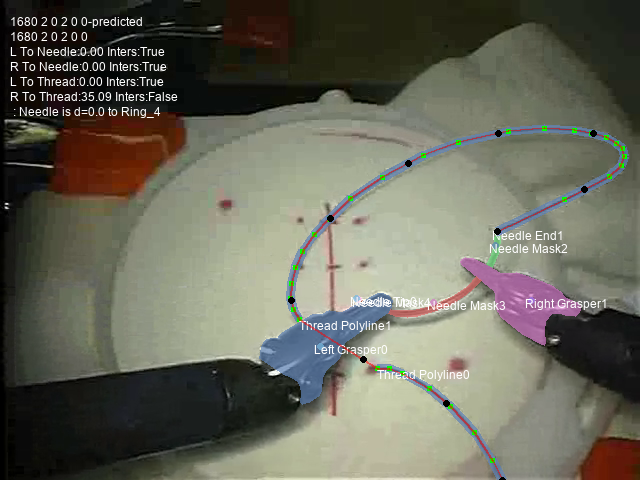 1680 2 0 2 0 0-predicted
1680 2 0 2 0 0
L To Needle:0.00 Inters:True
R To Needle:0.00 Inters:True
L To Thread:0.00 Inters:True
R To Thread:35.09 Inters:False
: Needle is d=0.0 to Ring_4
Needle End1
Needle Mask2
Needle Mask3
Right Grasper1
Thread Polyline1
Left Grasper0
Thread Polyline0